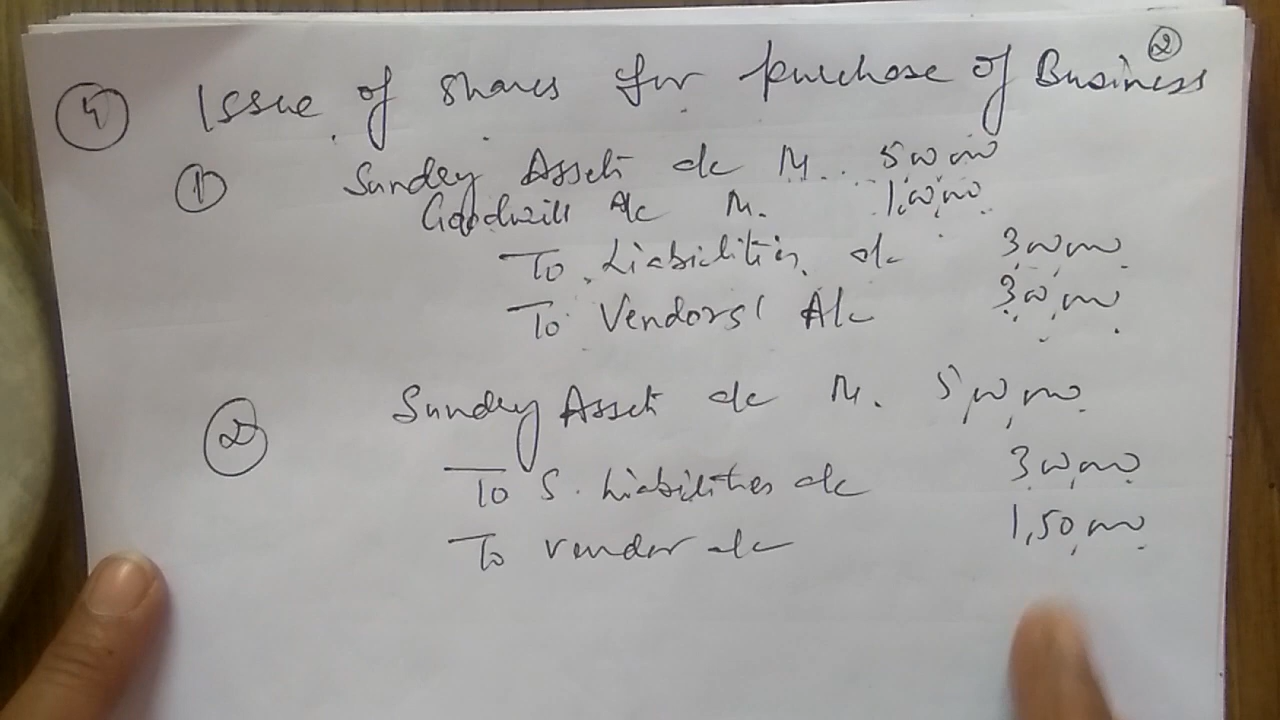 ②
④ Issue of shares for purchase of Business
① Sundry Assets a/c Dr. 5,00,000
Goodwill A/c Dr. 1,00,000
To Liabilities a/c 3,00,000
To Vendors' A/c 3,00,000
② Sundry Assets a/c Dr. 5,00,000
To S. Liabilities a/c 3,00,000
To vendor a/c 1,50,000